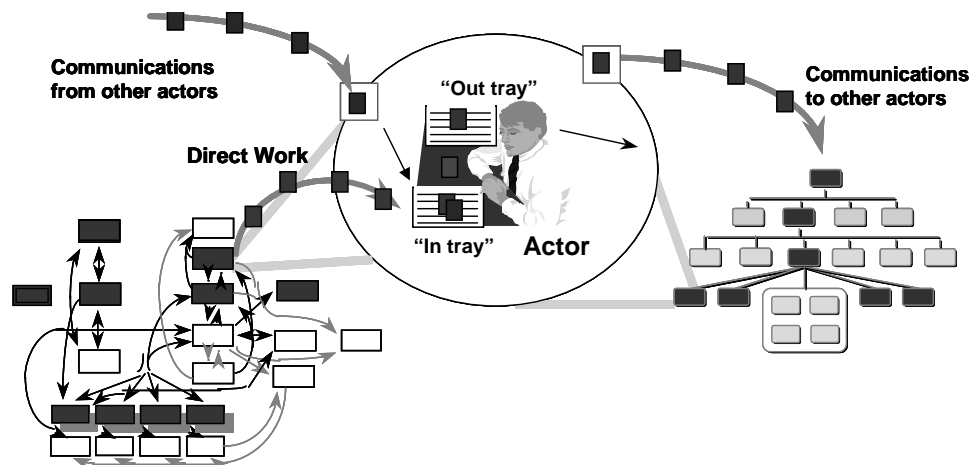 Communications
from other actors
"Out tray"
Communications
to other actors
Direct Work
"In tray"
Actor